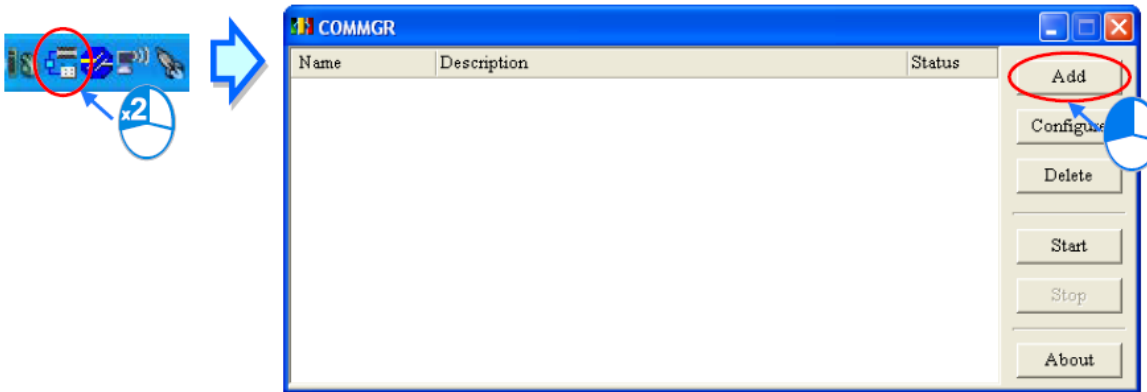 COMMGR
Name Description Status
Add
Configure
Delete
Start
Stop
About
x2